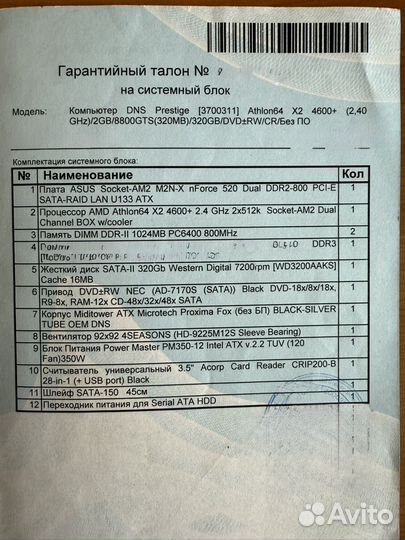 Гарантийный талон №
на системный блок
Модель: Компьютер DNS Prestige [3700311] Athlon64 X2 4600+ (2,40
GHz)/2GB/8800GTS(320MB)/320GB/DVD±RW/CR/Без ПО
Комплектация системного блока:
№ Наименование Кол
1 Плата ASUS Socket-AM2 M2N-X nForce 520 Dual DDR2-800 PCI-E 1
SATA-RAID LAN U133 ATX
2 Процессор AMD Athlon64 X2 4600+ 2.4 GHz 2x512k Socket-AM2 Dual 1
Channel BOX w/cooler
3 Память DIMM DDR-II 1024MB PC6400 800MHz 2
4 DDR3 1
5 Жесткий диск SATA-II 320Gb Western Digital 7200rpm [WD3200AAKS] 1
Cache 16MB
6 Привод DVD±RW NEC (AD-7170S (SATA)) Black DVD-18x/8x/18x, 1
R9-8x, RAM-12x CD-48x/32x/48x SATA
7 Корпус Miditower ATX Microtech Proxima Fox (без БП) BLACK-SILVER 1
TUBE OEM DNS
8 Вентилятор 92x92 4SEASONS (HD-9225M12S Sleeve Bearing) 1
9 Блок Питания Power Master PM350-12 Intel ATX v.2.2 TUV (120 1
Fan)350W
10 Считыватель универсальный 3.5" Acorp Card Reader CRIP200-B 1
28-in-1 (+ USB port) Black
11 Шлейф SATA-150 45см 1
12 Переходник питания для Serial ATA HDD 1
Avito